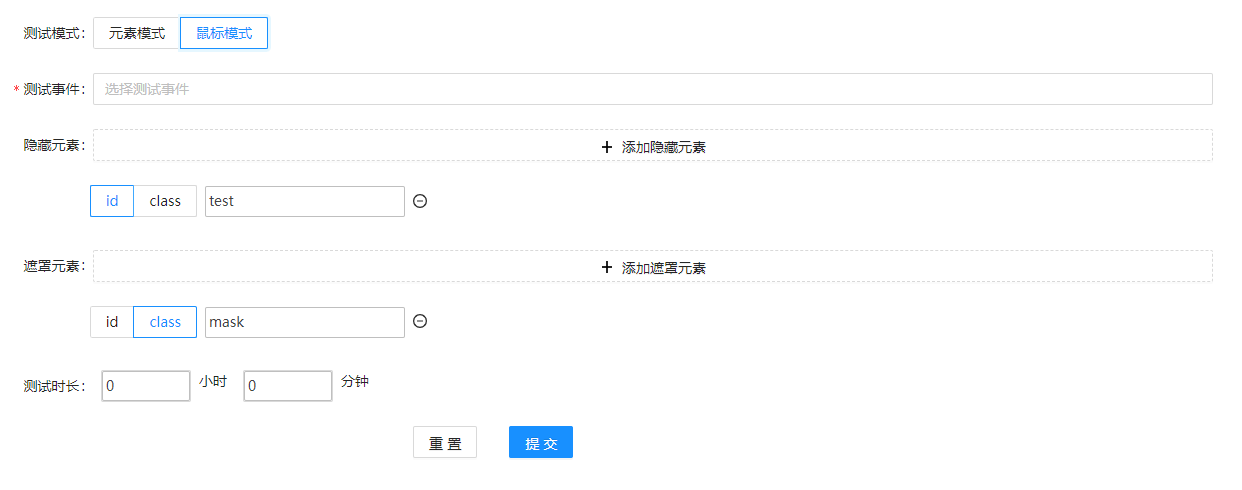 测试模式: 元素模式 鼠标模式
* 测试事件: 选择测试事件
隐藏元素: + 添加隐藏元素
id class test
遮罩元素: + 添加遮罩元素
id class mask
测试时长: 0 小时 0 分钟
重 置 提 交